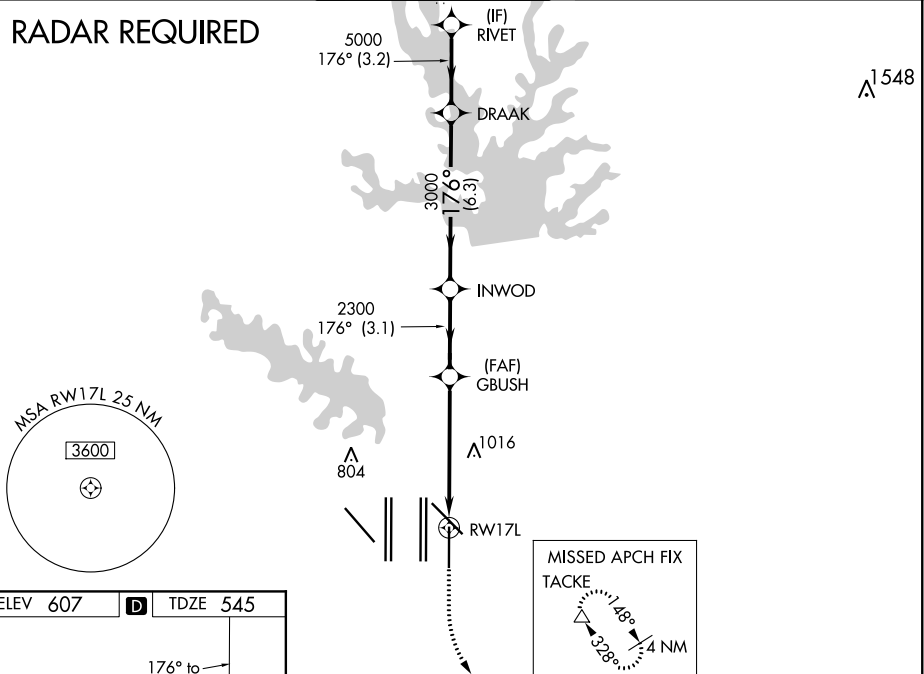 RADAR REQUIRED
(IF)
RIVET
5000
176° (3.2)
1548
DRAAK
3000
176°
(6.3)
INWOD
2300
176° (3.1)
(FAF)
GBUSH
MSA RW17L 25 NM
3600
1016
804
RW17L
MISSED APCH FIX
TACKE
148°
328°
4 NM
ELEV 607
D
TDZE 545
176° to